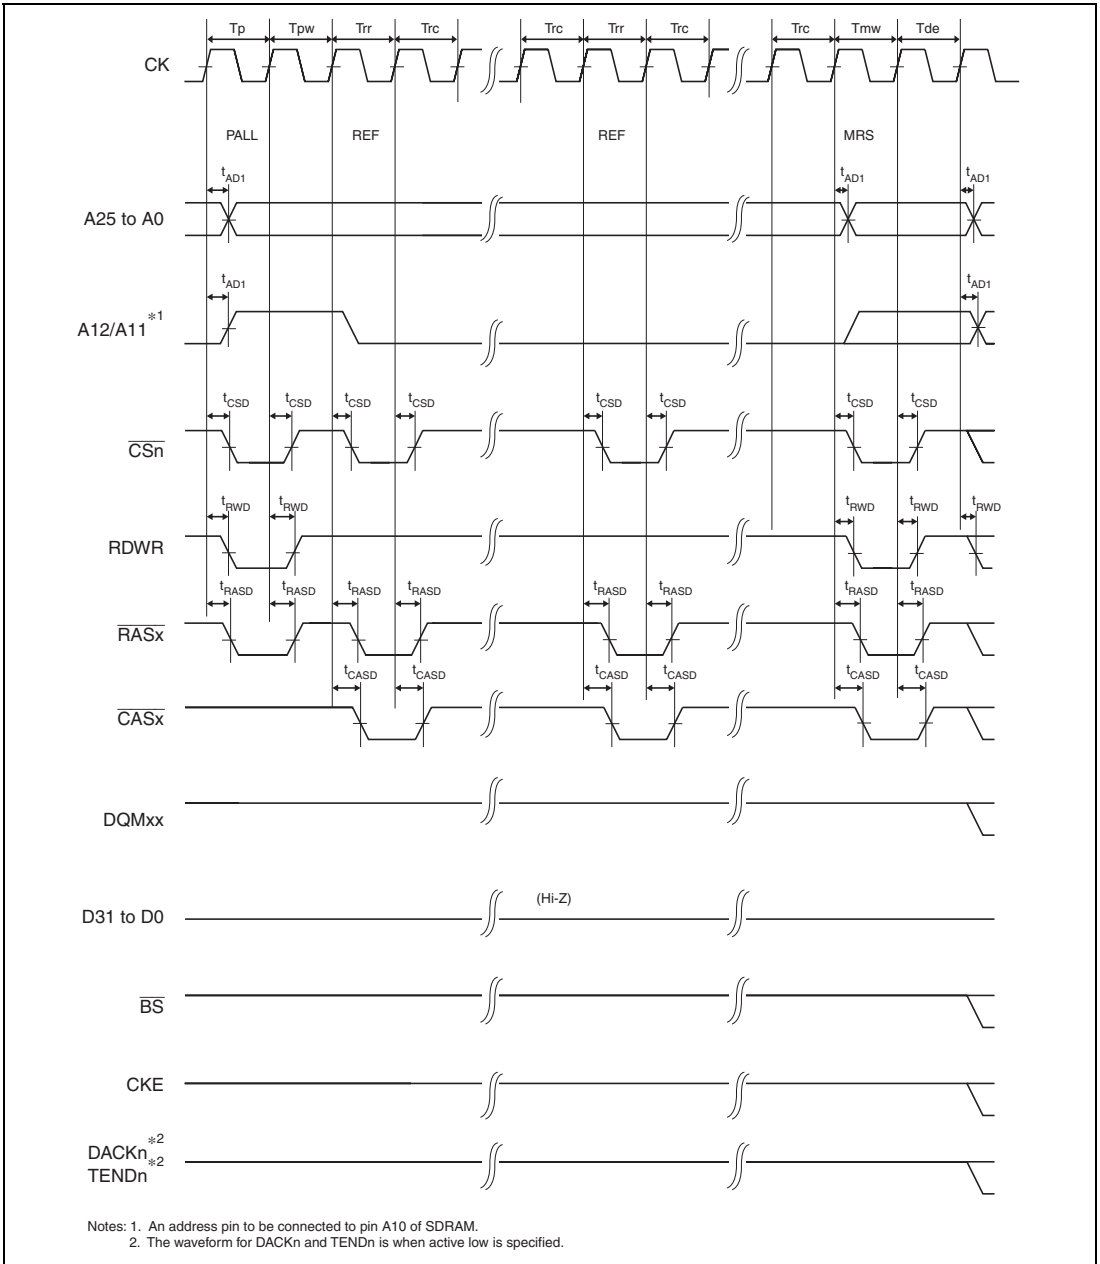 Tp Tpw Trr Trc Trc Trr Trc Trc Tmw Tde
CK
PALL REF REF MRS
tAD1 tAD1 tAD1
A25 to A0
tAD1 tAD1
A12/A11*1
tCSD tCSD tCSD tCSD tCSD tCSD tCSD tCSD
CSn
tRWD tRWD tRWD tRWD tRWD
RDWR
tRASD tRASD tRASD tRASD tRASD tRASD tRASD tRASD
RASx
tCASD tCASD tCASD tCASD tCASD tCASD
CASx
DQMxx
(Hi-Z)
D31 to D0
BS
CKE
DACKn*2
TENDn*2
Notes: 1. An address pin to be connected to pin A10 of SDRAM.
2. The waveform for DACKn and TENDn is when active low is specified.